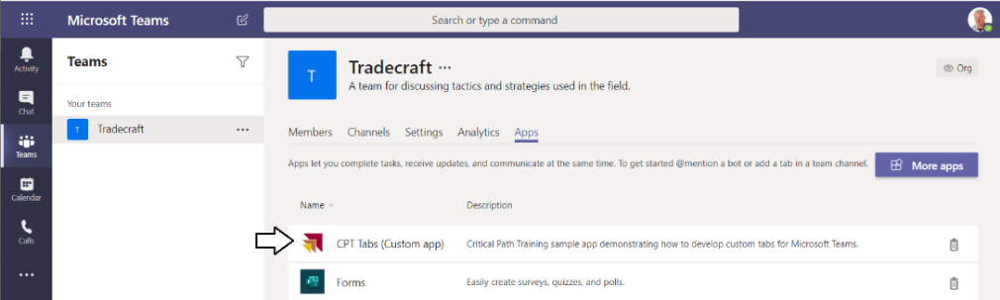 Microsoft Teams
Search or type a command
Activity
Chat
Teams
Calendar
Calls
Teams
Your teams
T
Tradecraft
T
Tradecraft
A team for discussing tactics and strategies used in the field.
Org
Members Channels Settings Analytics Apps
Apps let you complete tasks, receive updates, and communicate at the same time. To get started @mention a bot or add a tab in a team channel.
More apps
Name Description
CPT Tabs (Custom app) Critical Path Training sample app demonstrating how to develop custom tabs for Microsoft Teams.
Forms Easily create surveys, quizzes, and polls.